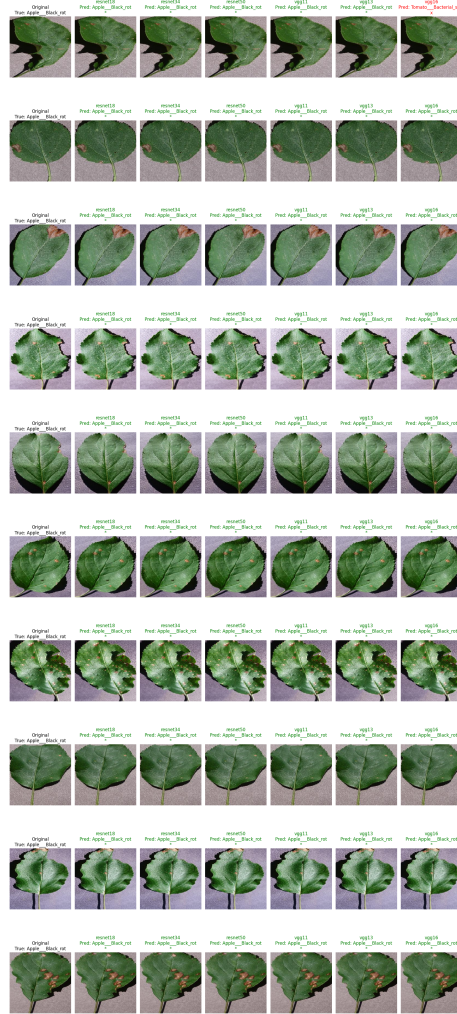 Original
True: Apple___Black_rot
resnet18
Pred: Apple___Black_rot
resnet34
Pred: Apple___Black_rot
resnet50
Pred: Apple___Black_rot
vgg11
Pred: Apple___Black_rot
vgg13
Pred: Apple___Black_rot
vgg16
Pred: Tomato___Bacterial_s
Original
True: Apple___Black_rot
resnet18
Pred: Apple___Black_rot
resnet34
Pred: Apple___Black_rot
resnet50
Pred: Apple___Black_rot
vgg11
Pred: Apple___Black_rot
vgg13
Pred: Apple___Black_rot
vgg16
Pred: Apple___Black_rot
Original
True: Apple___Black_rot
resnet18
Pred: Apple___Black_rot
resnet34
Pred: Apple___Black_rot
resnet50
Pred: Apple___Black_rot
vgg11
Pred: Apple___Black_rot
vgg13
Pred: Apple___Black_rot
vgg16
Pred: Apple___Black_rot
Original
True: Apple___Black_rot
resnet18
Pred: Apple___Black_rot
resnet34
Pred: Apple___Black_rot
resnet50
Pred: Apple___Black_rot
vgg11
Pred: Apple___Black_rot
vgg13
Pred: Apple___Black_rot
vgg16
Pred: Apple___Black_rot
Original
True: Apple___Black_rot
resnet18
Pred: Apple___Black_rot
resnet34
Pred: Apple___Black_rot
resnet50
Pred: Apple___Black_rot
vgg11
Pred: Apple___Black_rot
vgg13
Pred: Apple___Black_rot
vgg16
Pred: Apple___Black_rot
Original
True: Apple___Black_rot
resnet18
Pred: Apple___Black_rot
resnet34
Pred: Apple___Black_rot
resnet50
Pred: Apple___Black_rot
vgg11
Pred: Apple___Black_rot
vgg13
Pred: Apple___Black_rot
vgg16
Pred: Apple___Black_rot
Original
True: Apple___Black_rot
resnet18
Pred: Apple___Black_rot
resnet34
Pred: Apple___Black_rot
resnet50
Pred: Apple___Black_rot
vgg11
Pred: Apple___Black_rot
vgg13
Pred: Apple___Black_rot
vgg16
Pred: Apple___Black_rot
Original
True: Apple___Black_rot
resnet18
Pred: Apple___Black_rot
resnet34
Pred: Apple___Black_rot
resnet50
Pred: Apple___Black_rot
vgg11
Pred: Apple___Black_rot
vgg13
Pred: Apple___Black_rot
vgg16
Pred: Apple___Black_rot
Original
True: Apple___Black_rot
resnet18
Pred: Apple___Black_rot
resnet34
Pred: Apple___Black_rot
resnet50
Pred: Apple___Black_rot
vgg11
Pred: Apple___Black_rot
vgg13
Pred: Apple___Black_rot
vgg16
Pred: Apple___Black_rot
Original
True: Apple___Black_rot
resnet18
Pred: Apple___Black_rot
resnet34
Pred: Apple___Black_rot
resnet50
Pred: Apple___Black_rot
vgg11
Pred: Apple___Black_rot
vgg13
Pred: Apple___Black_rot
vgg16
Pred: Apple___Black_rot